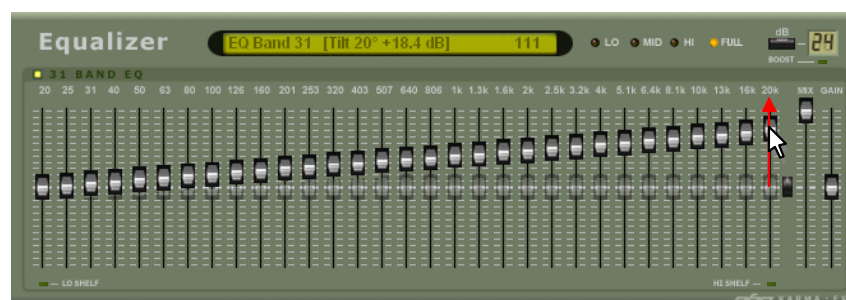 Equalizer
EQ Band 31 [Tilt 20° +18.4 dB] 111
LO MID HI FULL
dB
24
BOOST
31 BAND EQ
20 25 31 40 50 63 80 100 126 160 201 253 320 403 507 640 806 1k 1.3k 1.6k 2k 2.5k 3.2k 4k 5.1k 6.4k 8.1k 10k 13k 16k 20k MIX GAIN
LO SHELF
HI SHELF